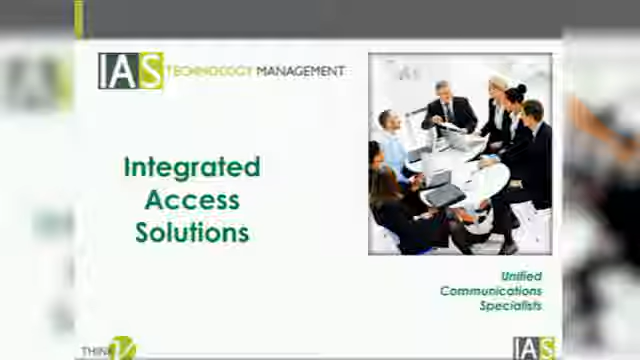 IAS TECHNOLOGY MANAGEMENT
Integrated
Access
Solutions
Unified
Communications
Specialists
THINK
IAS